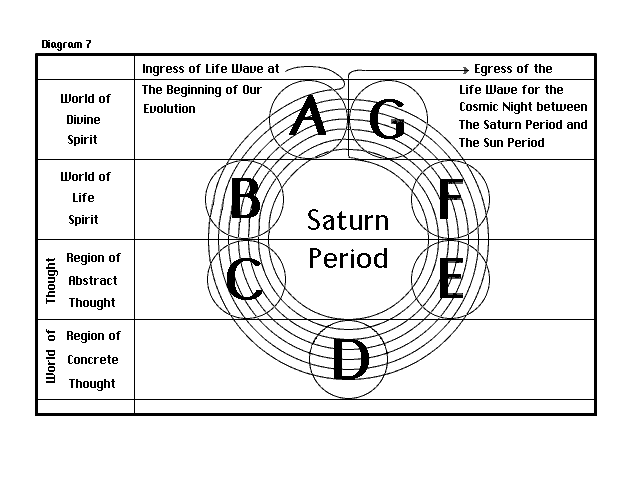 Diagram 7
Ingress of Life Wave at
Egress of the
The Beginning of Our
Evolution
Life Wave for the
Cosmic Night between
The Saturn Period and
The Sun Period
World of
Divine
Spirit
A
G
World of
Life
Spirit
B
F
Saturn
Period
World of Thought
Region of
Abstract
Thought
C
E
Region of
Concrete
Thought
D